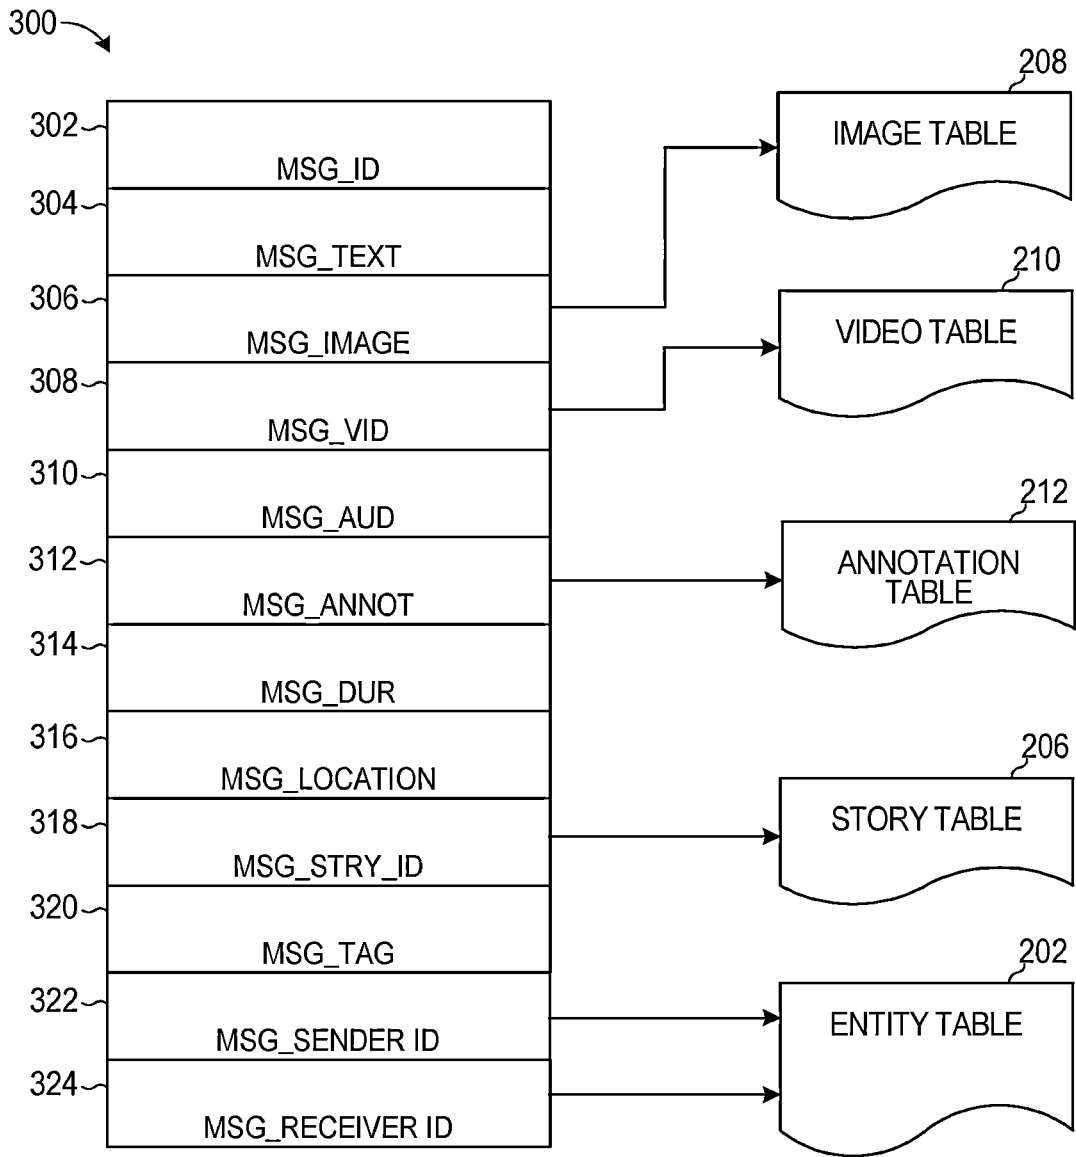 300
302
MSG_ID
304
MSG_TEXT
306
MSG_IMAGE
308
MSG_VID
310
MSG_AUD
312
MSG_ANNOT
314
MSG_DUR
316
MSG_LOCATION
318
MSG_STRY_ID
320
MSG_TAG
322
MSG_SENDER ID
324
MSG_RECEIVER ID
208
IMAGE TABLE
210
VIDEO TABLE
212
ANNOTATION
TABLE
206
STORY TABLE
202
ENTITY TABLE